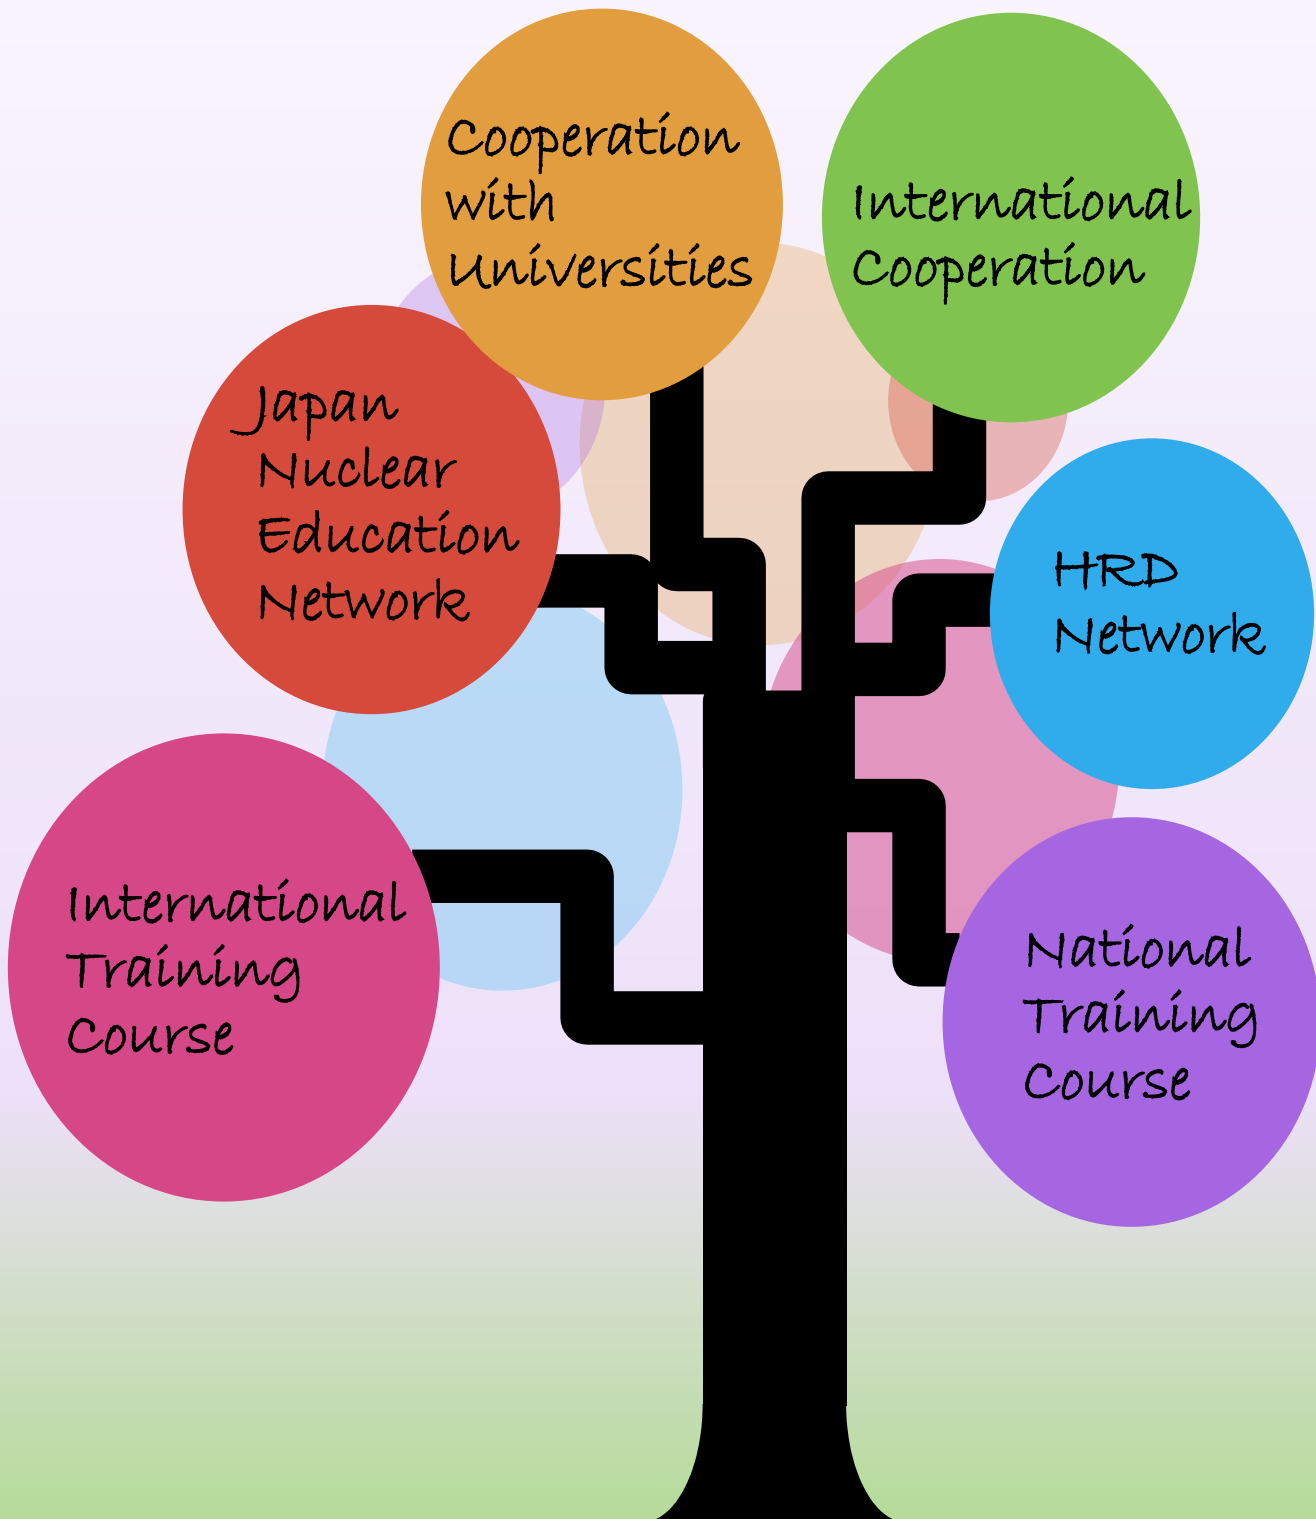 Cooperation
with
Universities
International
Cooperation
Japan
Nuclear
Education
Network
HRD
Network
International
Training
Course
National
Training
Course